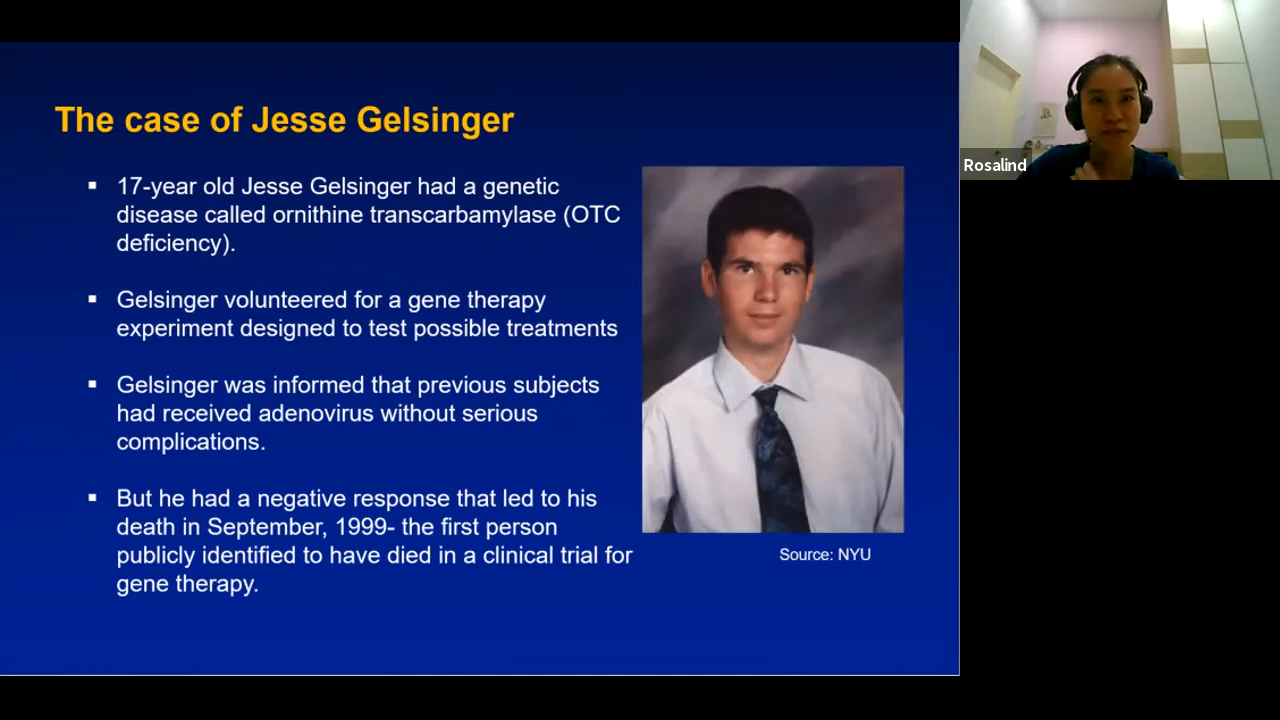 The case of Jesse Gelsinger
▪ 17-year old Jesse Gelsinger had a genetic
disease called ornithine transcarbamylase (OTC
deficiency).
▪ Gelsinger volunteered for a gene therapy
experiment designed to test possible treatments
▪ Gelsinger was informed that previous subjects
had received adenovirus without serious
complications.
▪ But he had a negative response that led to his
death in September, 1999- the first person
publicly identified to have died in a clinical trial for
gene therapy.
Source: NYU
Rosalind